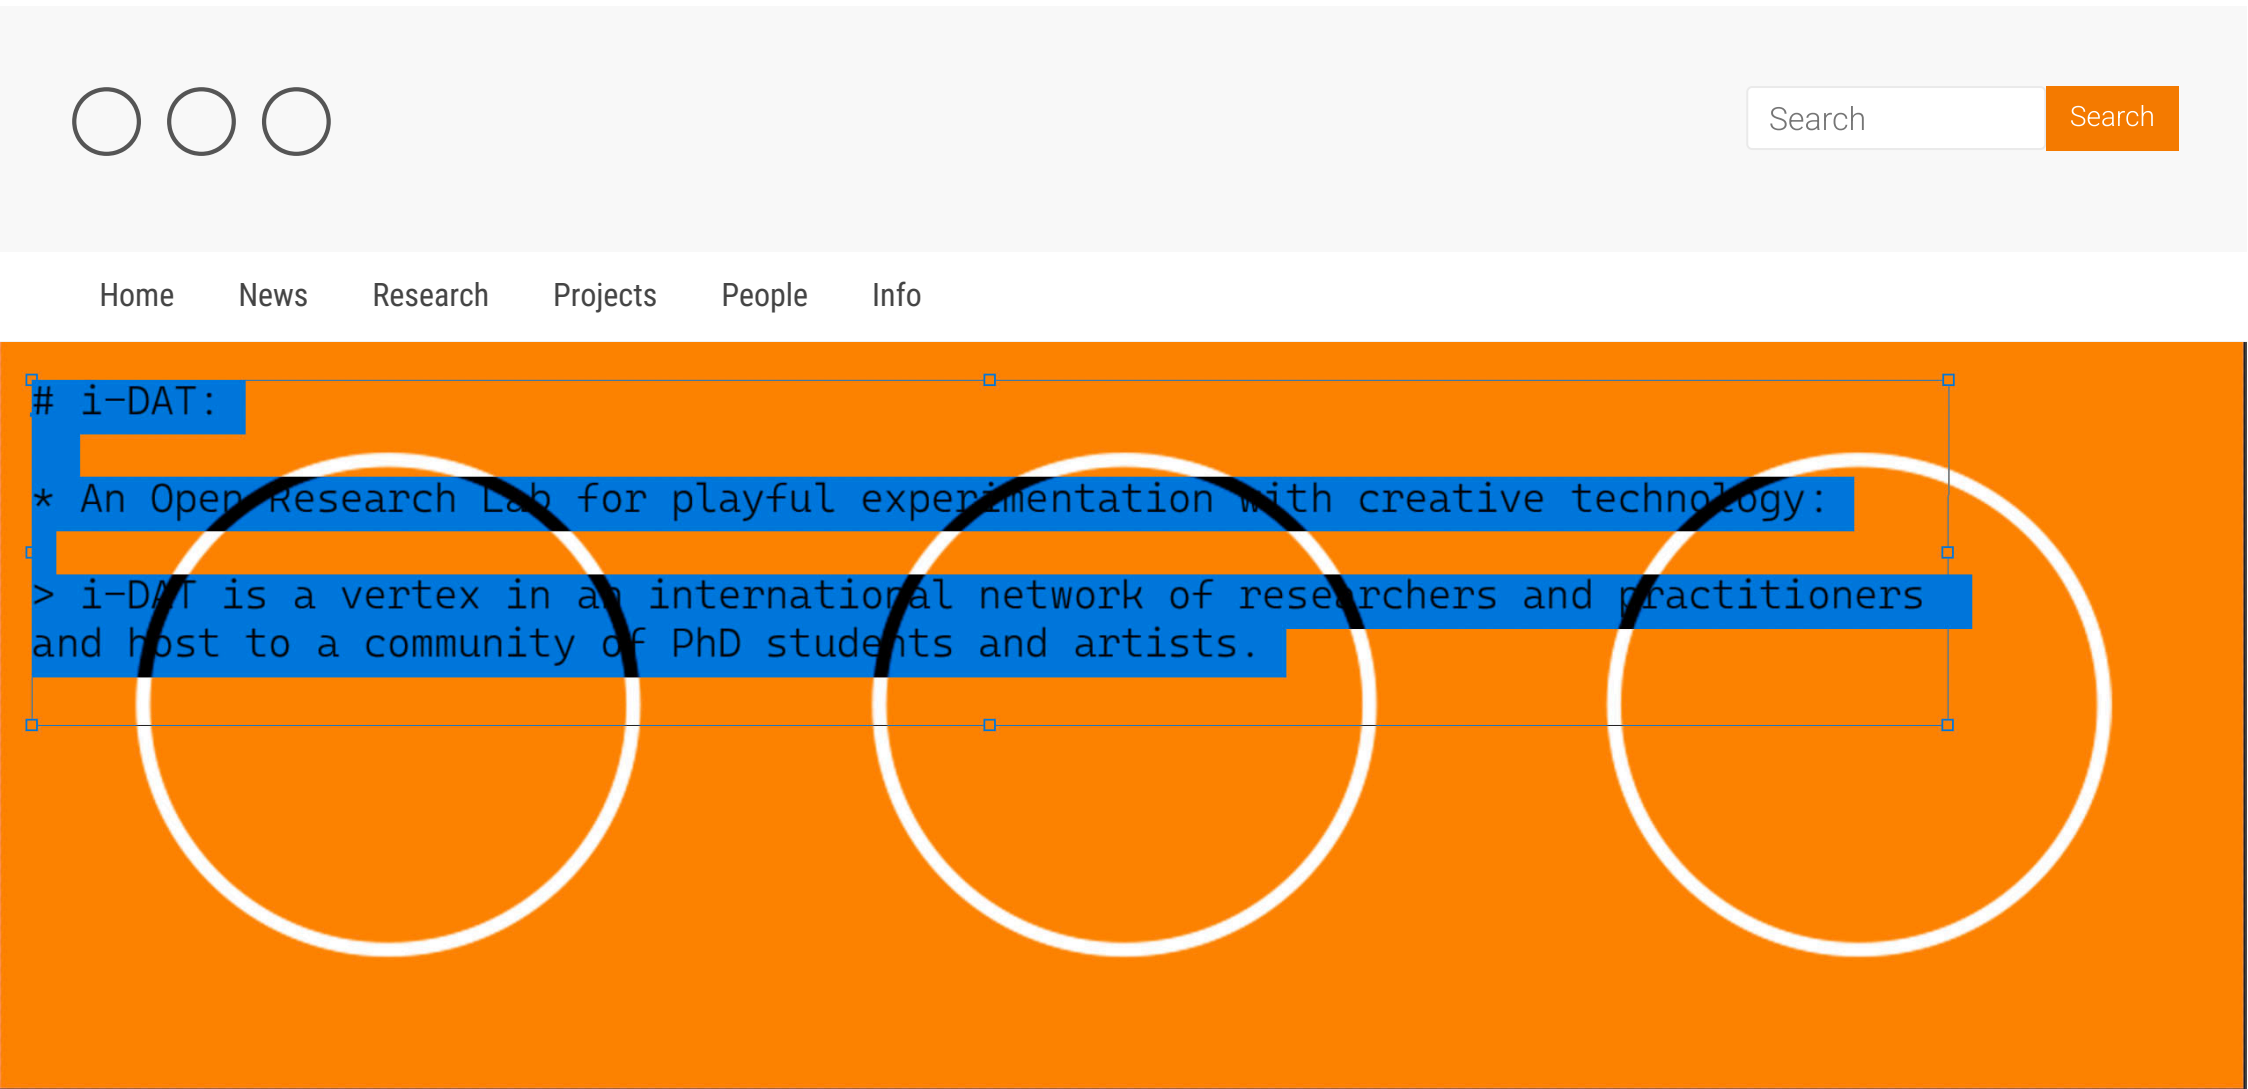 Search
Search
Home News Research Projects People Info
# i-DAT:
* An Open Research Lab for playful experimentation with creative technology:
> i-DAT is a vertex in an international network of researchers and practitioners
and host to a community of PhD students and artists.